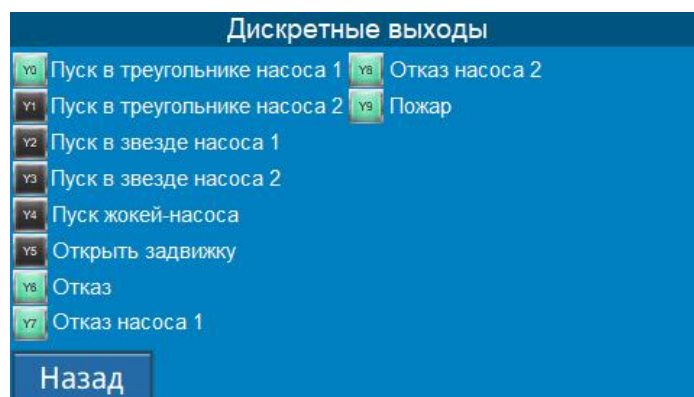 Дискретные выходы
Y0 Пуск в треугольнике насоса 1 Y8 Отказ насоса 2
Y1 Пуск в треугольнике насоса 2 Y9 Пожар
Y2 Пуск в звезде насоса 1
Y3 Пуск в звезде насоса 2
Y4 Пуск жокей-насоса
Y5 Открыть задвижку
Y6 Отказ
Y7 Отказ насоса 1
Назад